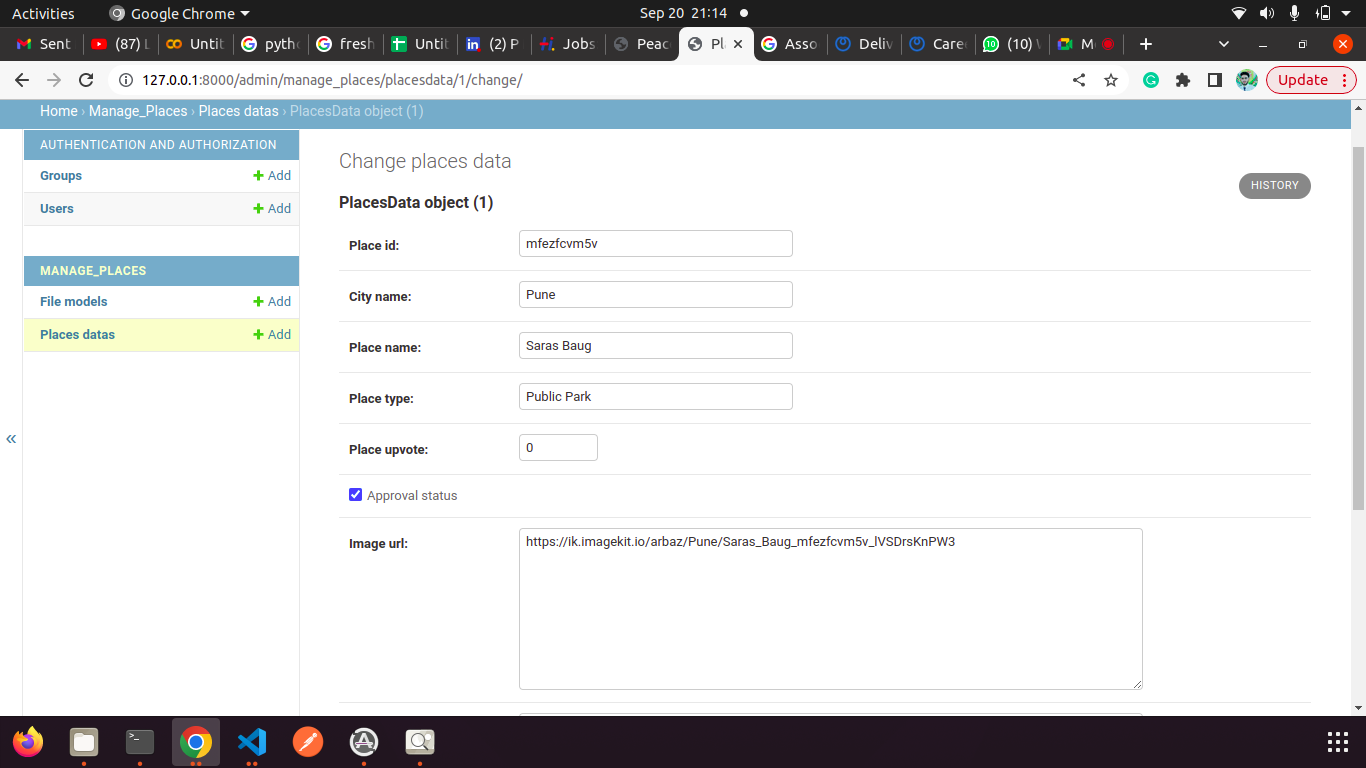 Activities Google Chrome Sep 20 21:14
Sent (87) L Untit pytho fresh Untit (2) P Jobs Peac Pl Asso Deliv Caree (10) M
127.0.0.1:8000/admin/manage_places/placesdata/1/change/ Update
Home › Manage_Places › Places datas › PlacesData object (1)
AUTHENTICATION AND AUTHORIZATION
Groups + Add
Users + Add
MANAGE_PLACES
File models + Add
Places datas + Add
«
Change places data
HISTORY
PlacesData object (1)
Place id: mfezfcvm5v
City name: Pune
Place name: Saras Baug
Place type: Public Park
Place upvote: 0
Approval status
Image url: https://ik.imagekit.io/arbaz/Pune/Saras_Baug_mfezfcvm5v_lVSDrsKnPW3